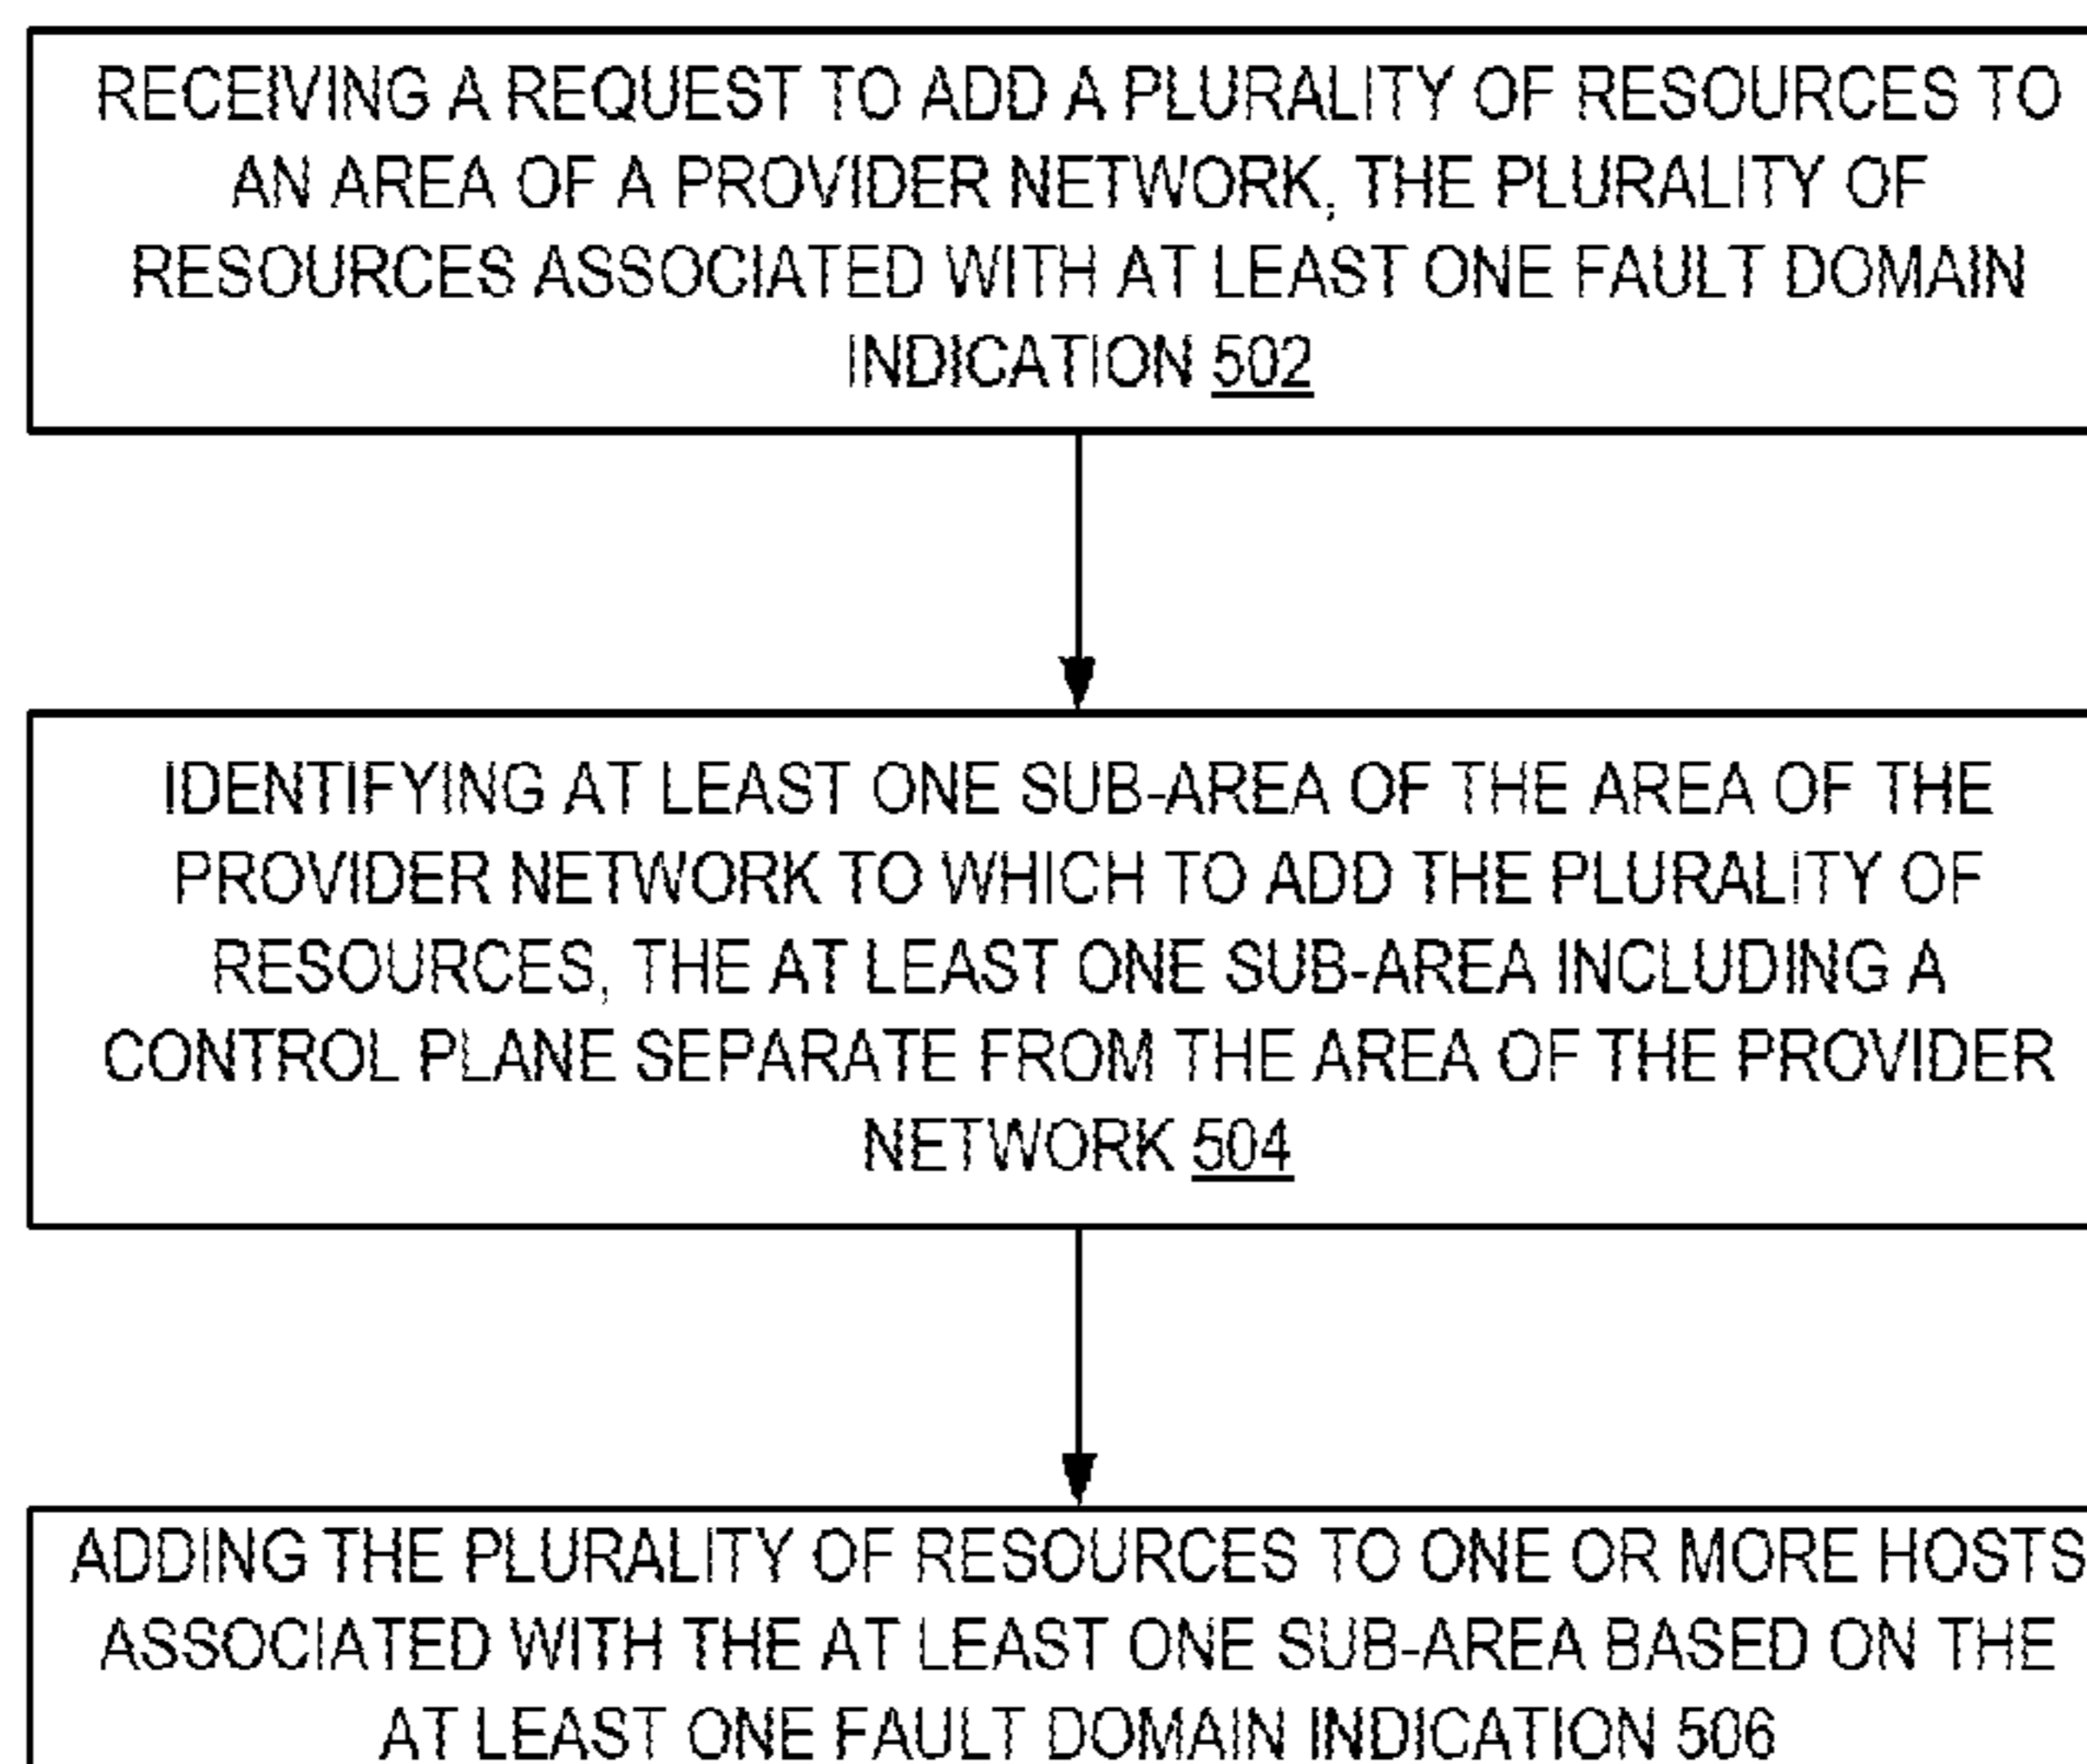 RECEIVING A REQUEST TO ADD A PLURALITY OF RESOURCES TO
AN AREA OF A PROVIDER NETWORK, THE PLURALITY OF
RESOURCES ASSOCIATED WITH AT LEAST ONE FAULT DOMAIN
INDICATION 502
IDENTIFYING AT LEAST ONE SUB-AREA OF THE AREA OF THE
PROVIDER NETWORK TO WHICH TO ADD THE PLURALITY OF
RESOURCES, THE AT LEAST ONE SUB-AREA INCLUDING A
CONTROL PLANE SEPARATE FROM THE AREA OF THE PROVIDER
NETWORK 504
ADDING THE PLURALITY OF RESOURCES TO ONE OR MORE HOSTS
ASSOCIATED WITH THE AT LEAST ONE SUB-AREA BASED ON THE
AT LEAST ONE FAULT DOMAIN INDICATION 506